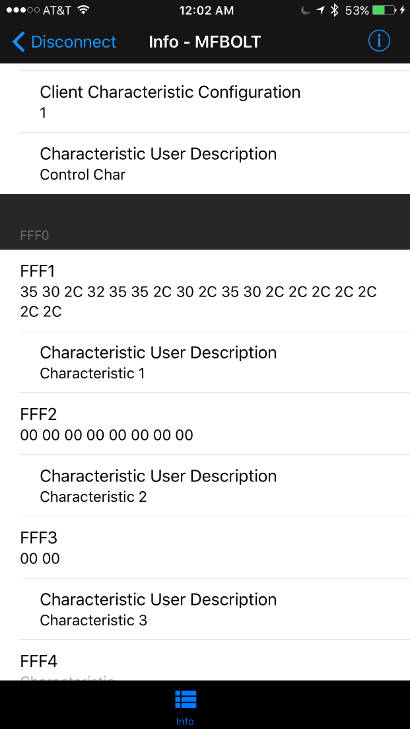 AT&T 12:02 AM 53%
Disconnect Info - MFBOLT
Client Characteristic Configuration
1
Characteristic User Description
Control Char
FFF0
FFF1
35 30 2C 32 35 35 2C 30 2C 35 30 2C 2C 2C 2C 2C
2C 2C
Characteristic User Description
Characteristic 1
FFF2
00 00 00 00 00 00 00 00
Characteristic User Description
Characteristic 2
FFF3
00 00
Characteristic User Description
Characteristic 3
FFF4
Characteristic
Info